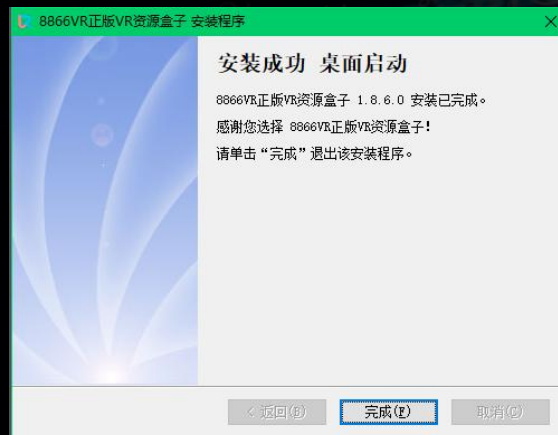 8866VR正版VR资源盒子 安装程序
安装成功 桌面启动
8866VR正版VR资源盒子 1.8.6.0 安装已完成。
感谢您选择 8866VR正版VR资源盒子!
请单击“完成”退出该安装程序。
< 返回(B)
完成(F)
取消(C)